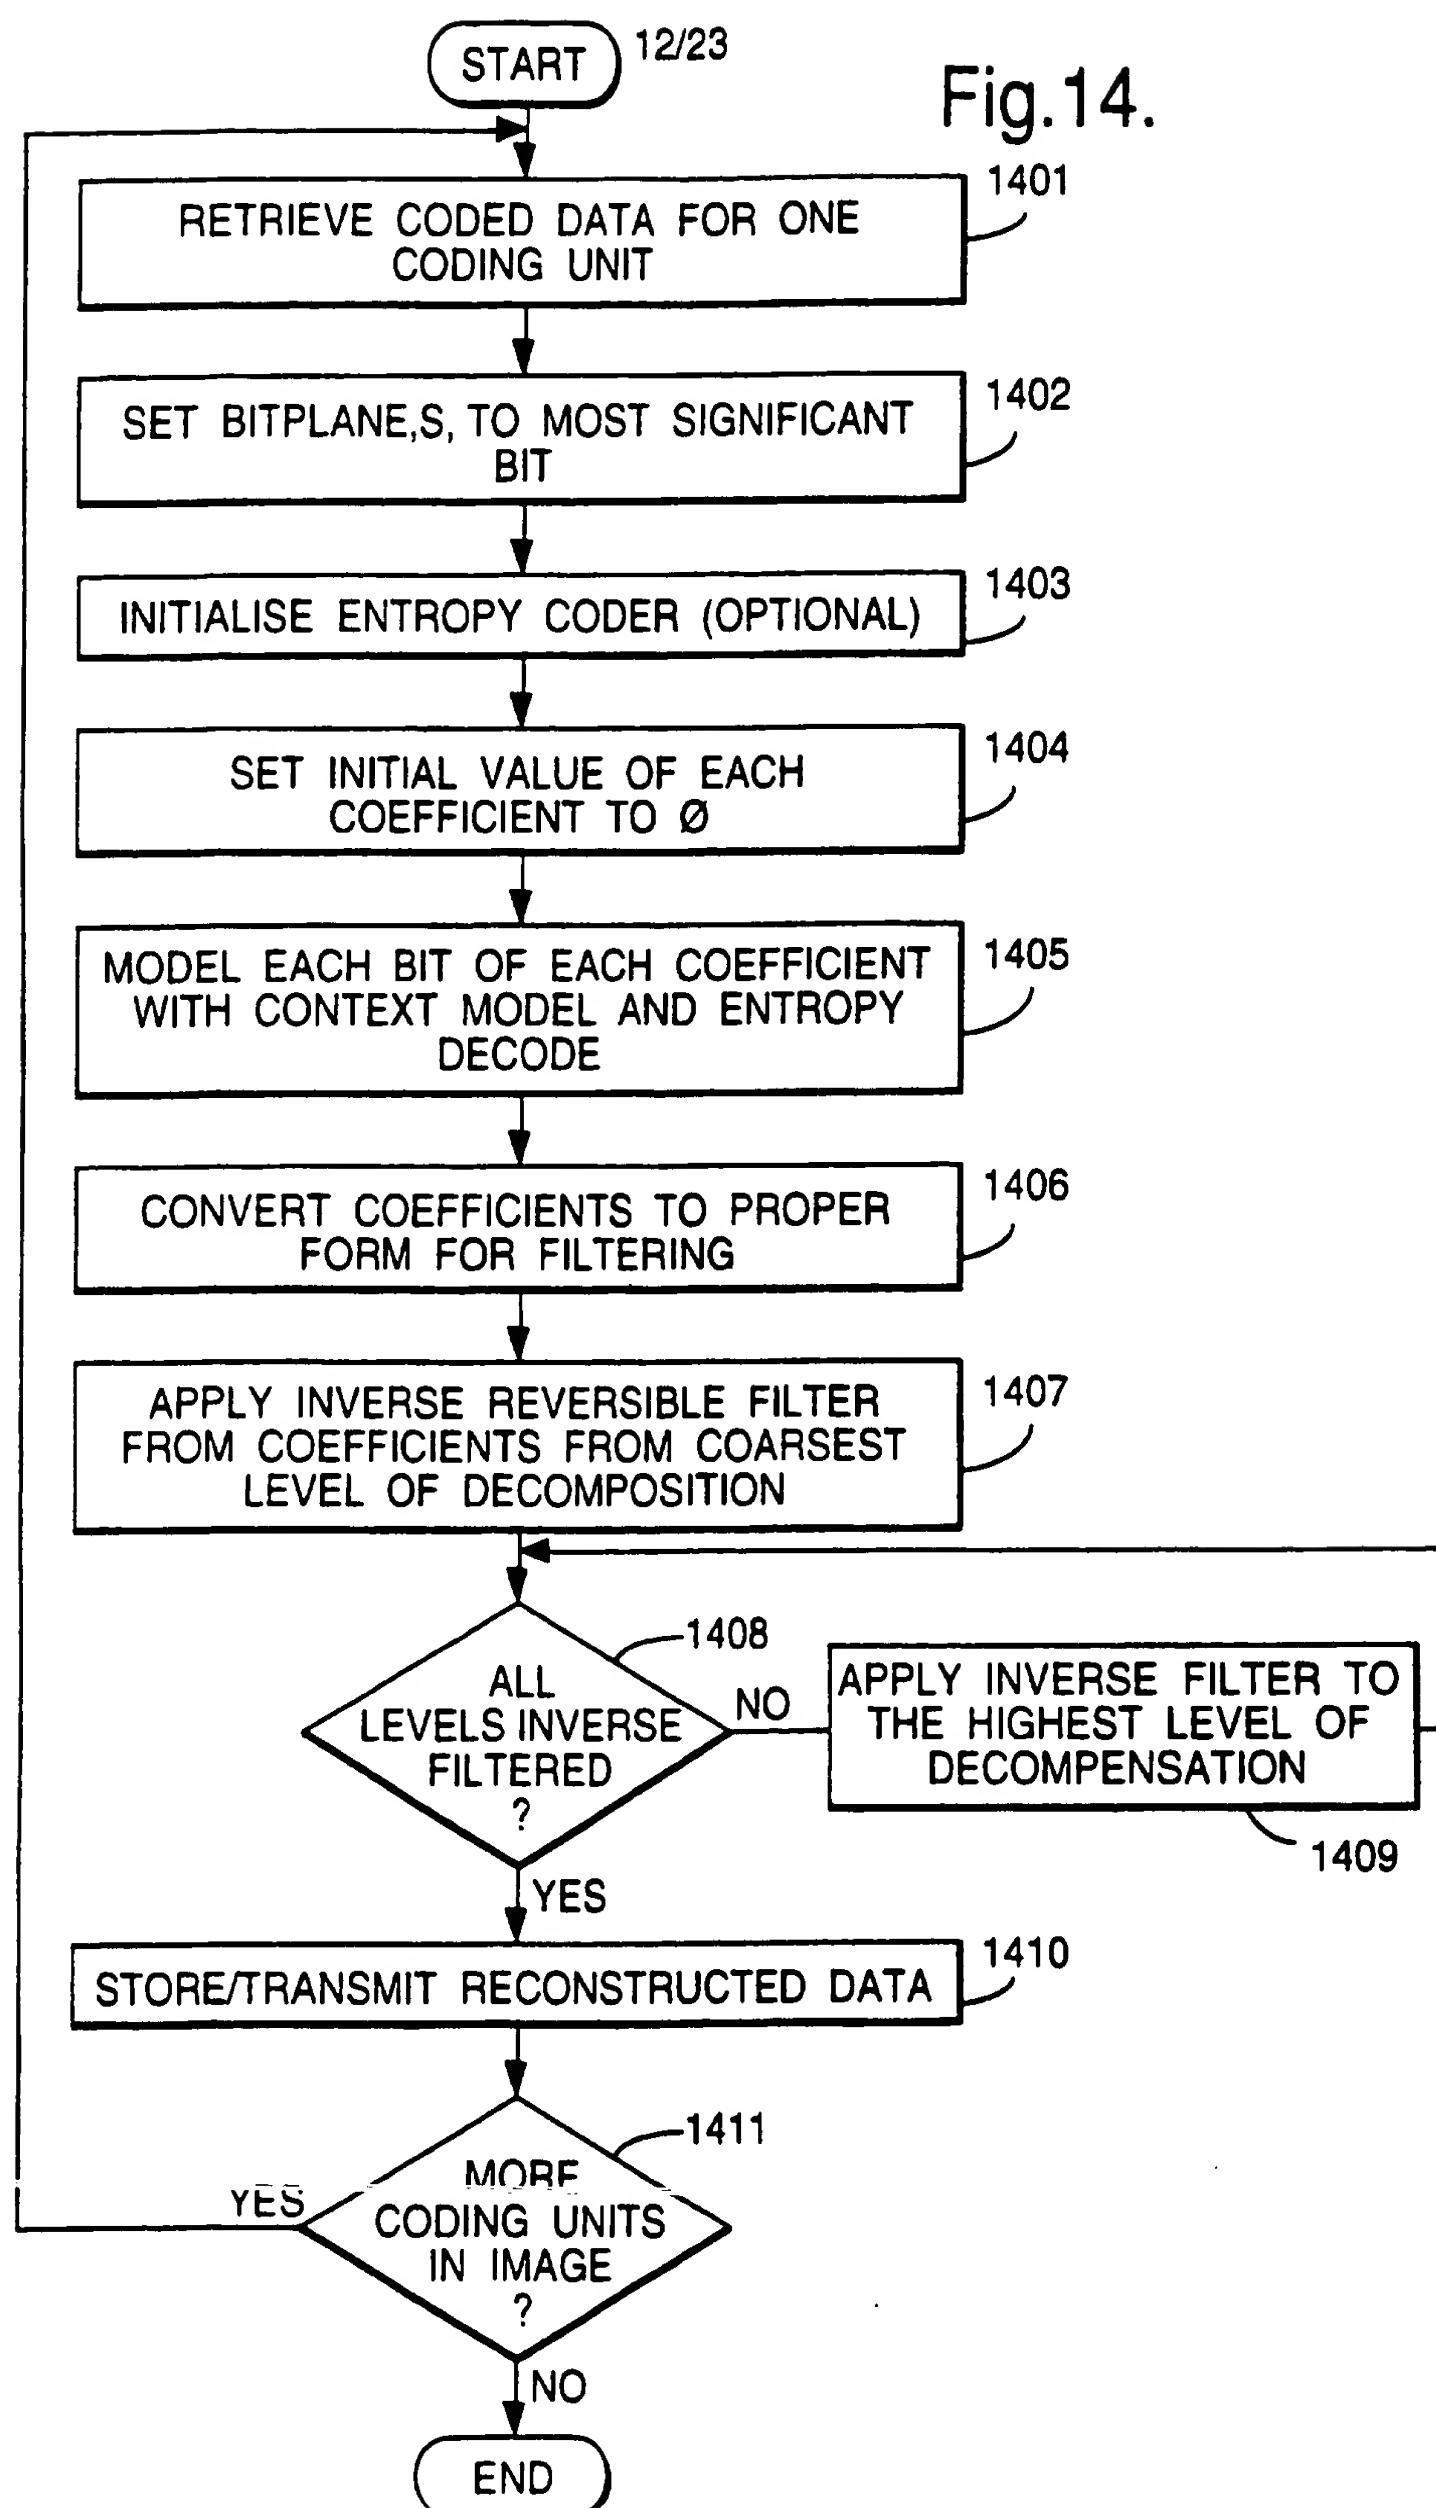 START
12/23
Fig.14.
1401
RETRIEVE CODED DATA FOR ONE
CODING UNIT
1402
SET BITPLANE,S, TO MOST SIGNIFICANT
BIT
1403
INITIALISE ENTROPY CODER (OPTIONAL)
1404
SET INITIAL VALUE OF EACH
COEFFICIENT TO Ø
1405
MODEL EACH BIT OF EACH COEFFICIENT
WITH CONTEXT MODEL AND ENTROPY
DECODE
1406
CONVERT COEFFICIENTS TO PROPER
FORM FOR FILTERING
1407
APPLY INVERSE REVERSIBLE FILTER
FROM COEFFICIENTS FROM COARSEST
LEVEL OF DECOMPOSITION
1408
ALL
LEVELS INVERSE
FILTERED
?
NO
APPLY INVERSE FILTER TO
THE HIGHEST LEVEL OF
DECOMPENSATION
1409
YES
1410
STORE/TRANSMIT RECONSTRUCTED DATA
1411
MORE
CODING UNITS
IN IMAGE
?
YES
NO
END